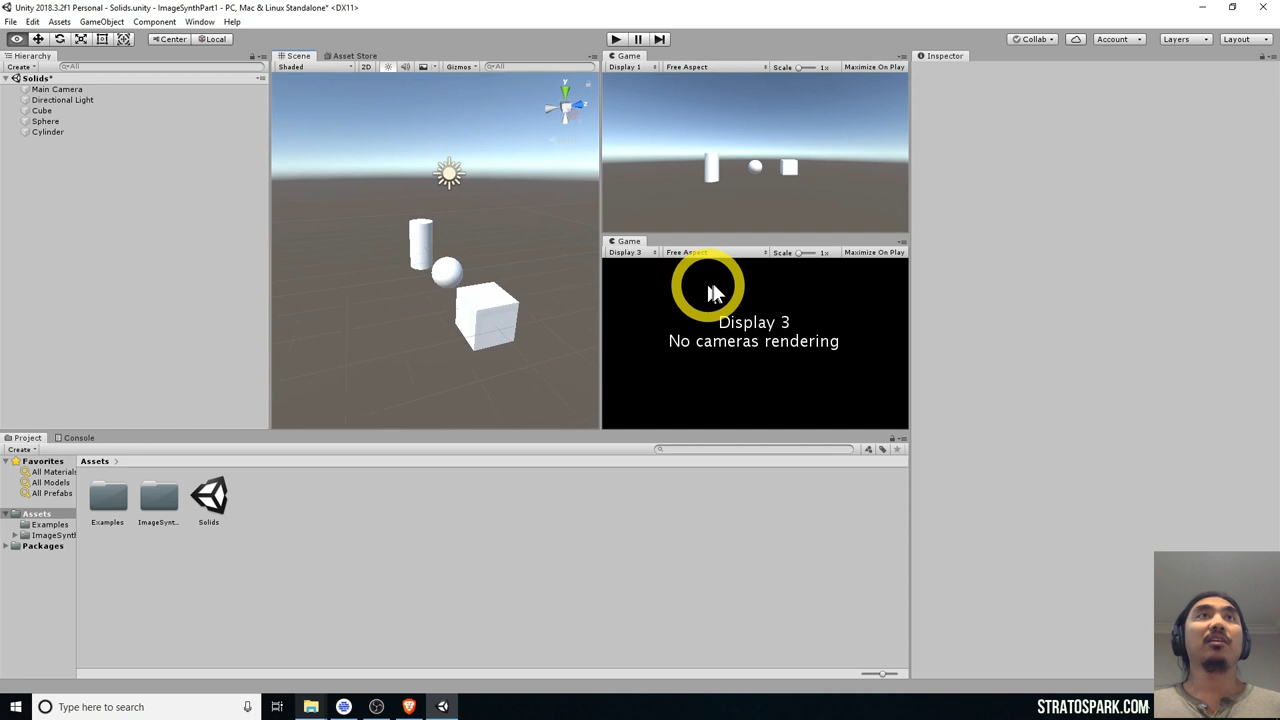 Unity 2018.3.2f1 Personal - Solids.unity - ImageSynthPart1 - PC, Mac & Linux Standalone* <DX11>
File Edit Assets GameObject Component Window Help
Center Local Collab Account Layers Layout
Hierarchy Scene Asset Store Game Inspector
Create All Shaded 2D Gizmos All Display 1 Free Aspect Scale 1x Maximize On Play
Solids*
Main Camera
Directional Light
Cube
Sphere
Cylinder
y
z
Game
Display 3 Free Aspect Scale 1x Maximize On Play
Display 3
No cameras rendering
Project Console
Create
Favorites
All Materials
All Models
All Prefabs
Assets
Examples
ImageSynth
Packages
Assets
Examples ImageSynt... Solids
Type here to search
STRATOSPARK.COM